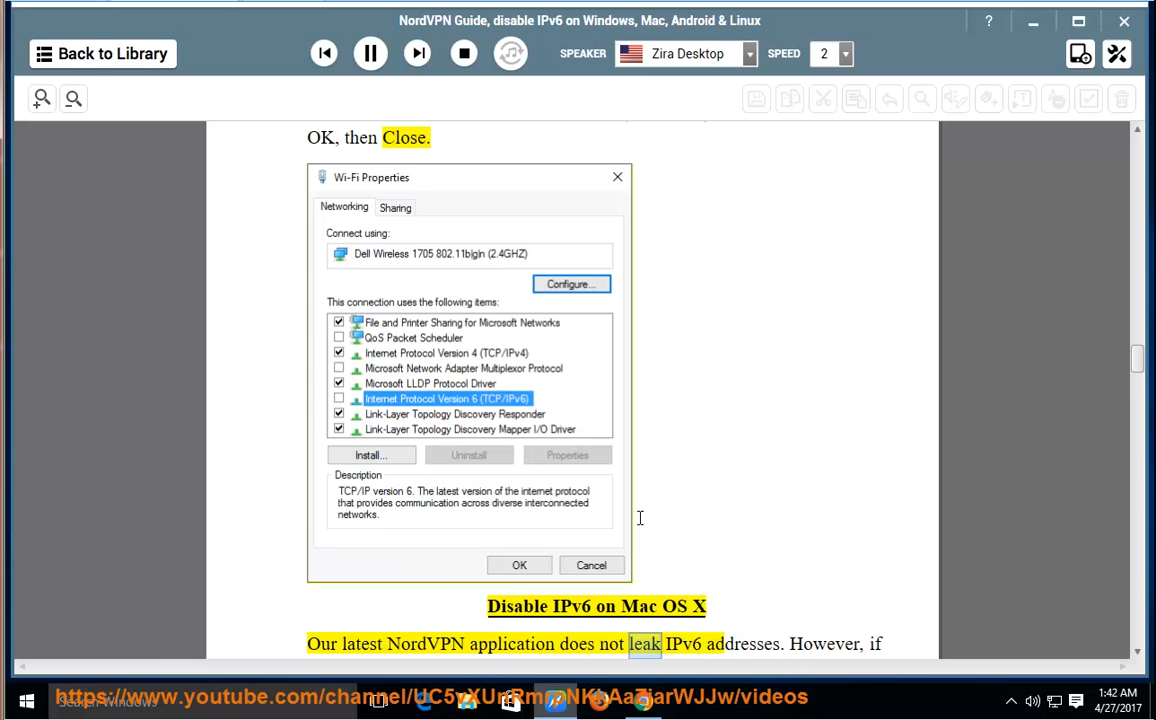 NordVPN Guide, disable IPv6 on Windows, Mac, Android & Linux
?
Back to Library
SPEAKER
Zira Desktop
SPEED
2
OK, then Close.
Wi-Fi Properties
Networking
Sharing
Connect using:
Dell Wireless 1705 802.11b|g|n (2.4GHZ)
Configure...
This connection uses the following items:
File and Printer Sharing for Microsoft Networks
QoS Packet Scheduler
Internet Protocol Version 4 (TCP/IPv4)
Microsoft Network Adapter Multiplexor Protocol
Microsoft LLDP Protocol Driver
Internet Protocol Version 6 (TCP/IPv6)
Link-Layer Topology Discovery Responder
Link-Layer Topology Discovery Mapper I/O Driver
Install...
Uninstall
Properties
Description
TCP/IP version 6. The latest version of the internet protocol
that provides communication across diverse interconnected
networks.
OK
Cancel
Disable IPv6 on Mac OS X
Our latest NordVPN application does not leak IPv6 addresses. However, if
Search Windows
1:42 AM
4/27/2017